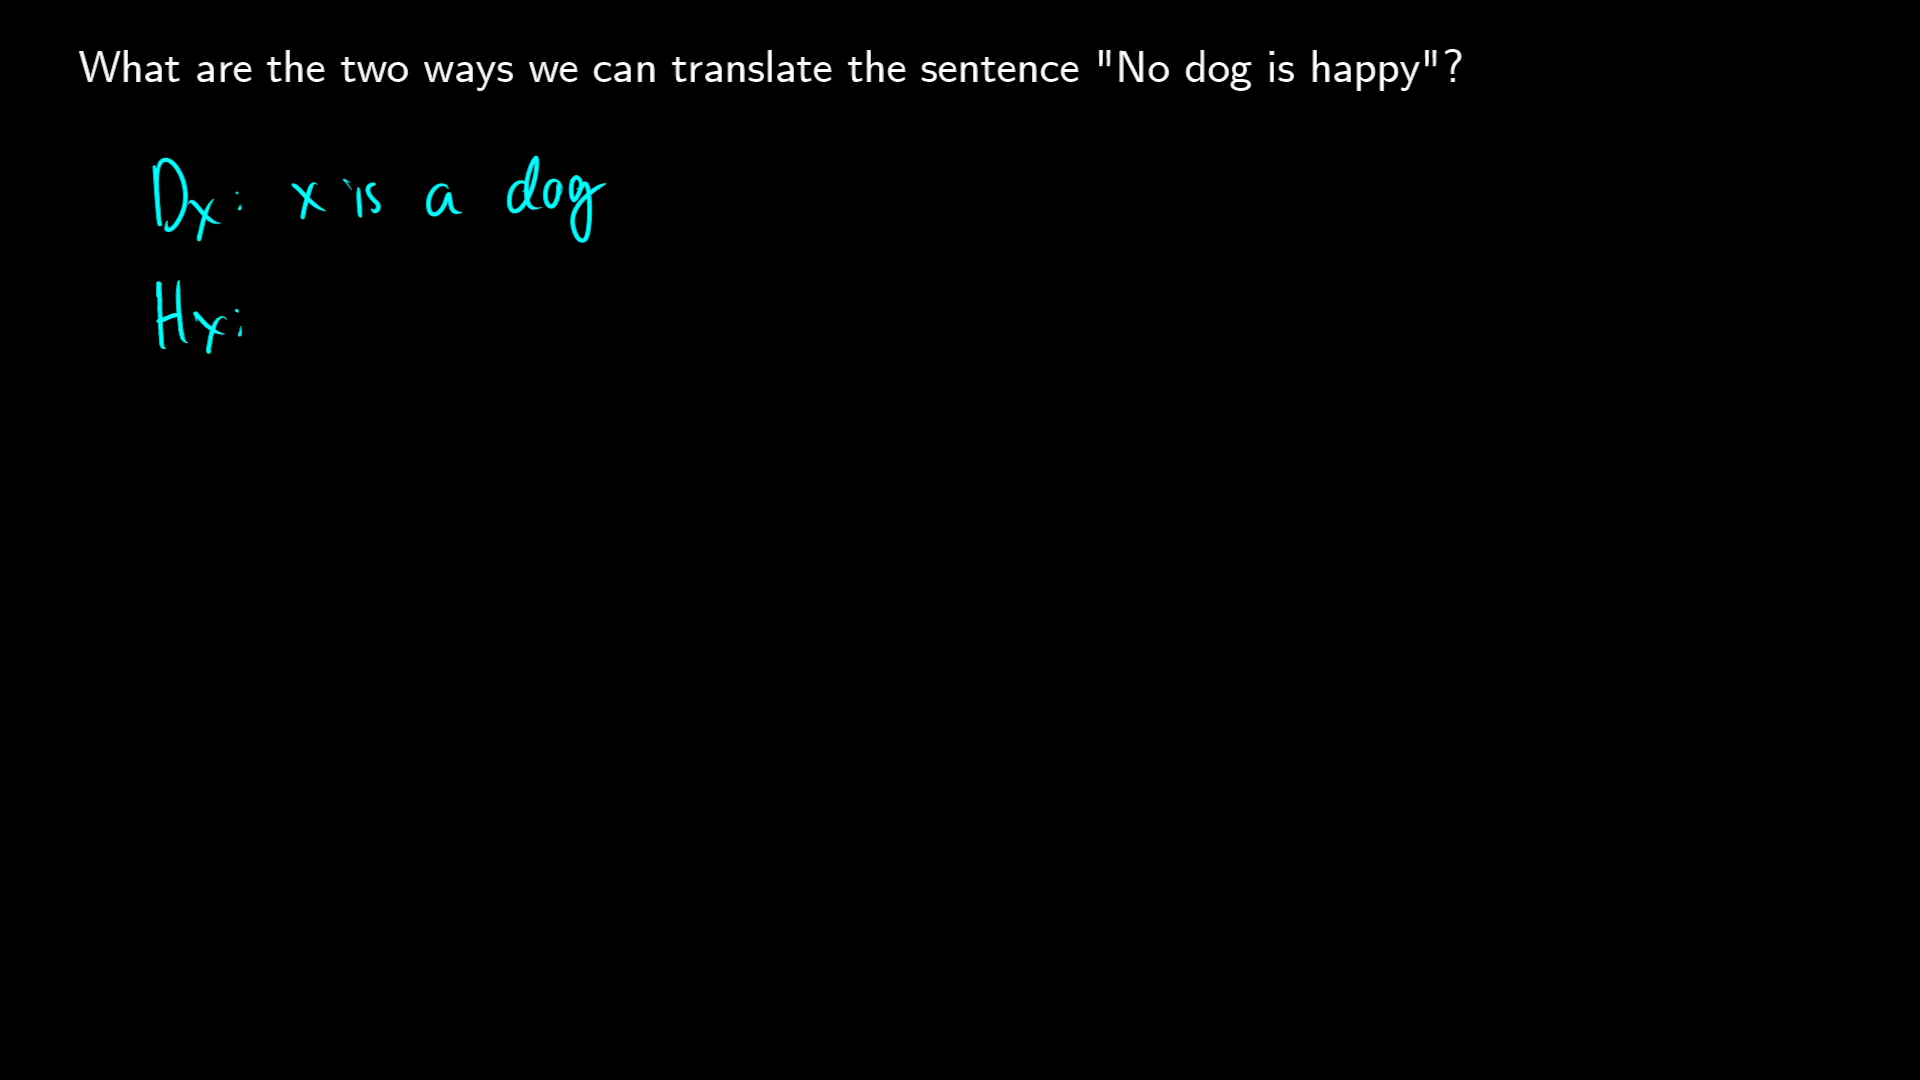 What are the two ways we can translate the sentence "No dog is happy"?
Dx: x is a dog
Hx: